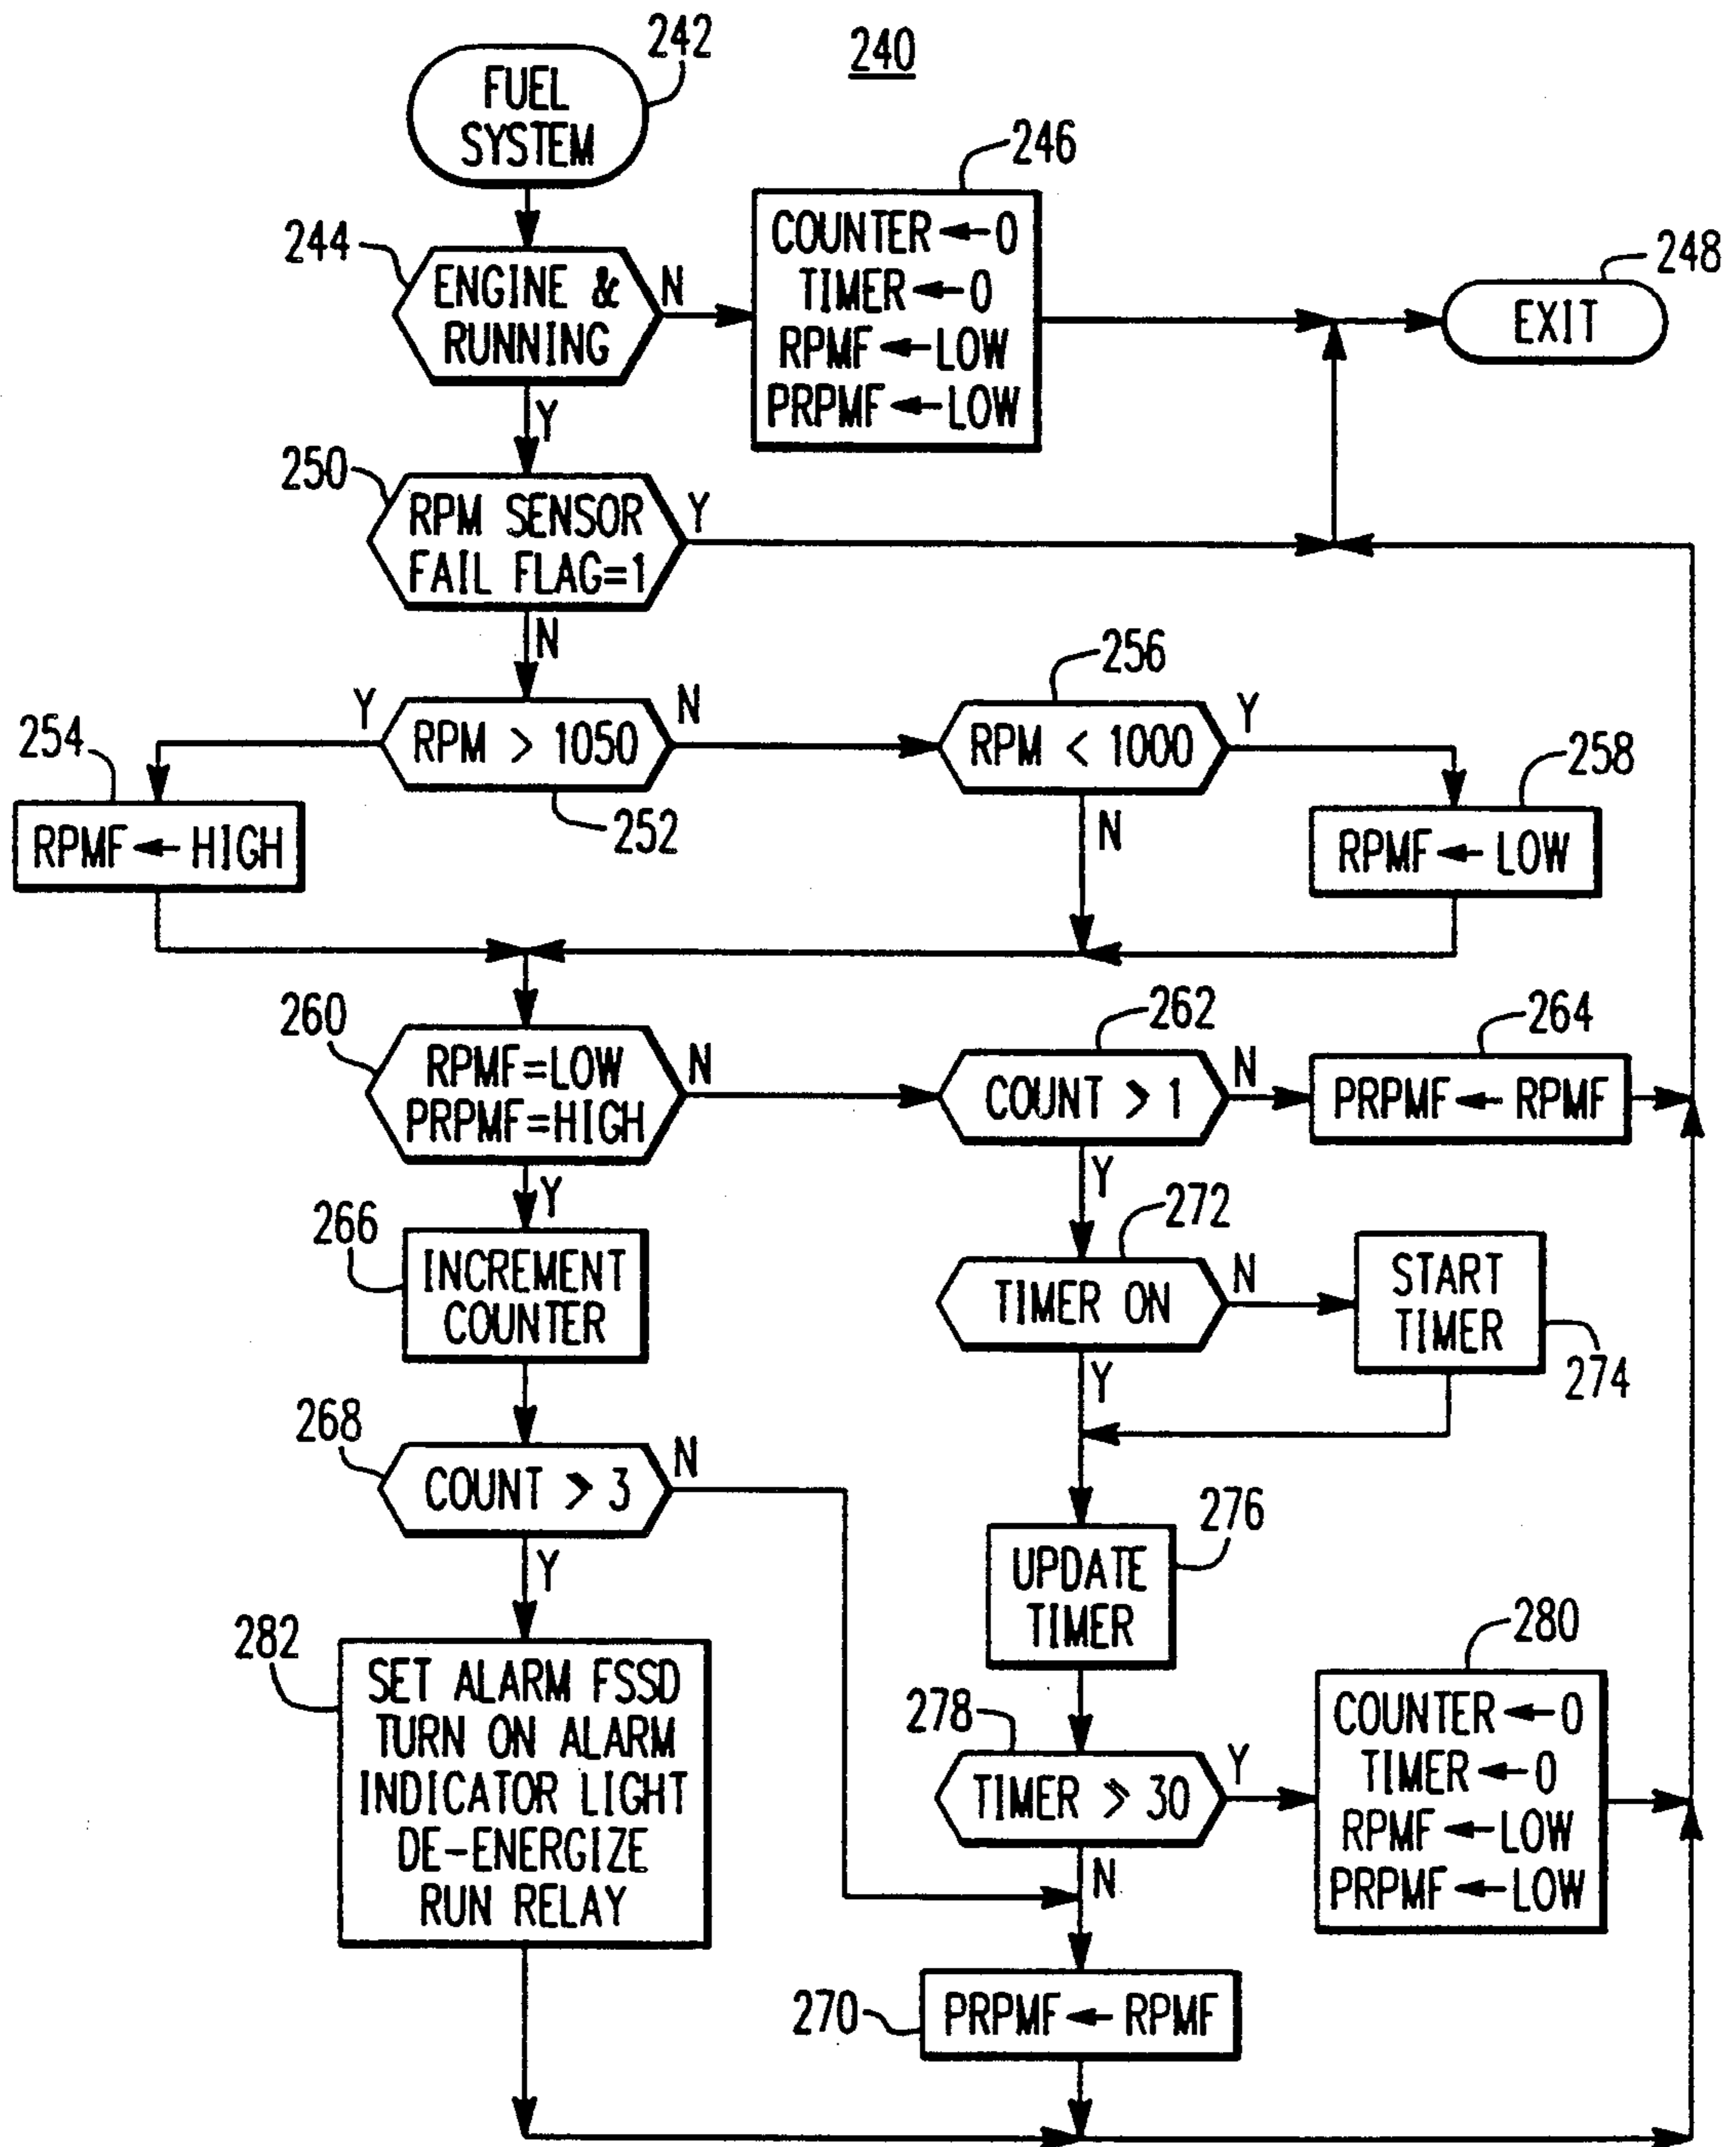 242
240
FUEL
SYSTEM
246
244
ENGINE &
RUNNING
N
COUNTER ← 0
TIMER ← 0
RPMF ← LOW
PRPMF ← LOW
248
EXIT
Y
250
RPM SENSOR
FAIL FLAG=1
Y
N
256
254
Y
RPM > 1050
N
RPM < 1000
Y
258
252
N
RPMF ← HIGH
RPMF ← LOW
260
262
264
RPMF=LOW
PRPMF=HIGH
N
COUNT > 1
N
PRPMF ← RPMF
Y
Y
266
INCREMENT
COUNTER
272
TIMER ON
N
START
TIMER
274
Y
268
COUNT > 3
N
276
Y
UPDATE
TIMER
282
SET ALARM FSSD
TURN ON ALARM
INDICATOR LIGHT
DE-ENERGIZE
RUN RELAY
280
278
TIMER > 30
Y
COUNTER ← 0
TIMER ← 0
RPMF ← LOW
PRPMF ← LOW
N
270
PRPMF ← RPMF